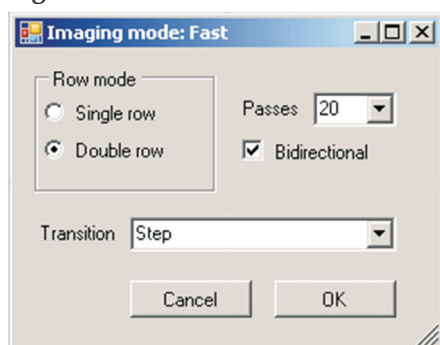 Imaging mode: Fast
Row mode
Single row
Double row
Passes 20
Bidirectional
Transition Step
Cancel OK